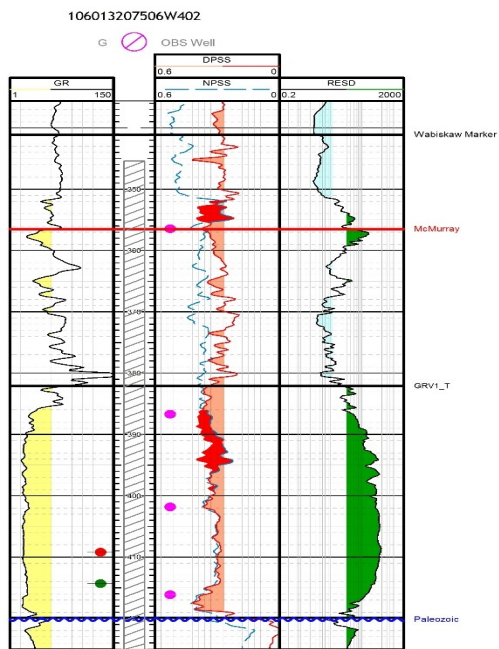 106013207506W402
G OBS Well
DPSS
0.6 0
GR NPSS RESD
1 150 0.6 0 0.2 2000
Wabiskaw Marker
350
McMurray
360
370
380
GRV1_T
390
400
410
Paleozoic